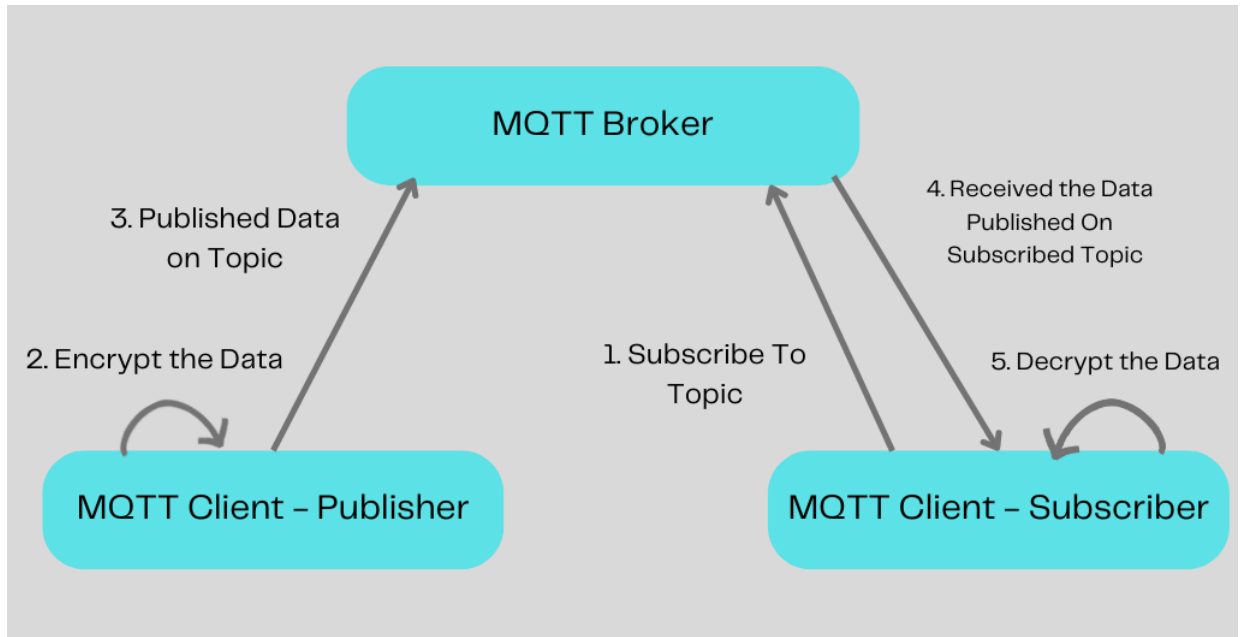 MQTT Broker
3. Published Data
on Topic
4. Received the Data
Published On
Subscribed Topic
2. Encrypt the Data
1. Subscribe To
Topic
5. Decrypt the Data
MQTT Client - Publisher
MQTT Client - Subscriber